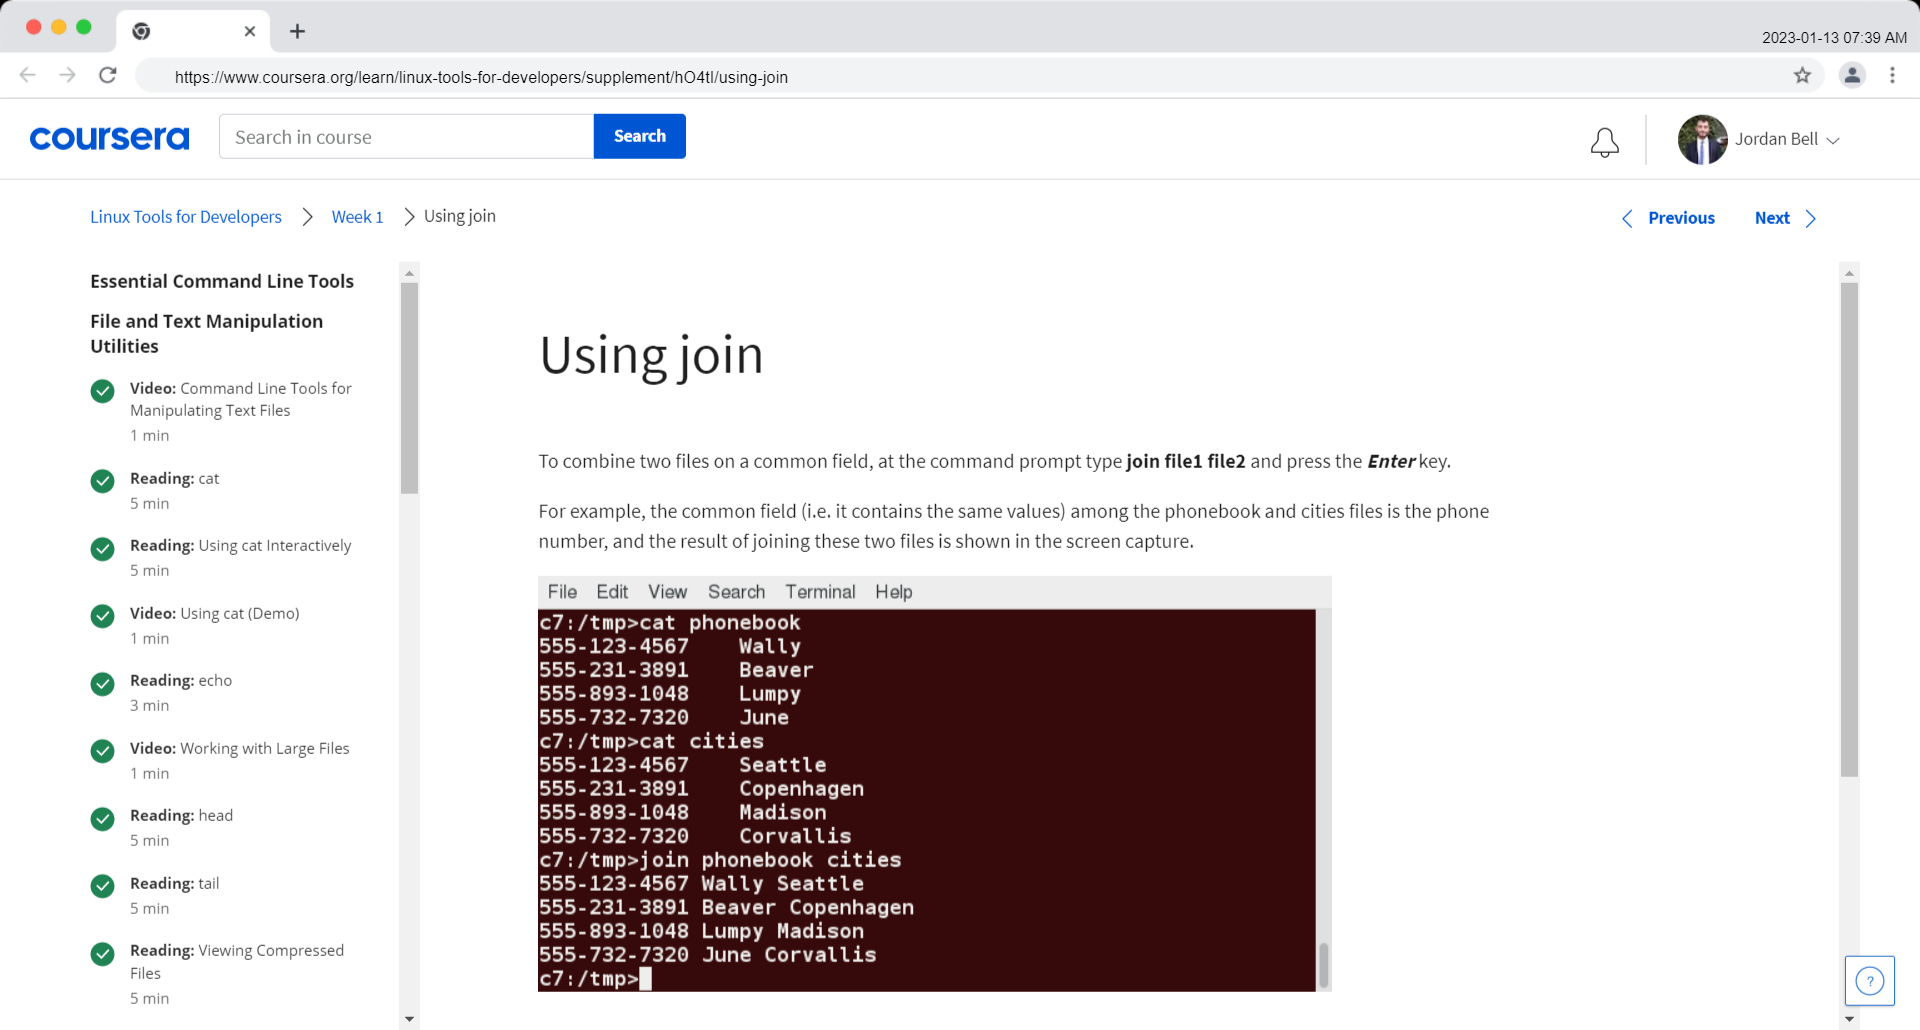 2023-01-13 07:39 AM
https://www.coursera.org/learn/linux-tools-for-developers/supplement/hO4tI/using-join
coursera
Search in course
Search
Jordan Bell
Linux Tools for Developers
Week 1
Using join
Previous
Next
Essential Command Line Tools
File and Text Manipulation
Utilities
Video: Command Line Tools for
Manipulating Text Files
1 min
Reading: cat
5 min
Reading: Using cat Interactively
5 min
Video: Using cat (Demo)
1 min
Reading: echo
3 min
Video: Working with Large Files
1 min
Reading: head
5 min
Reading: tail
5 min
Reading: Viewing Compressed
Files
5 min
Using join
To combine two files on a common field, at the command prompt type join file1 file2 and press the Enter key.
For example, the common field (i.e. it contains the same values) among the phonebook and cities files is the phone
number, and the result of joining these two files is shown in the screen capture.
File Edit View Search Terminal Help
c7:/tmp>cat phonebook
555-123-4567 Wally
555-231-3891 Beaver
555-893-1048 Lumpy
555-732-7320 June
c7:/tmp>cat cities
555-123-4567 Seattle
555-231-3891 Copenhagen
555-893-1048 Madison
555-732-7320 Corvallis
c7:/tmp>join phonebook cities
555-123-4567 Wally Seattle
555-231-3891 Beaver Copenhagen
555-893-1048 Lumpy Madison
555-732-7320 June Corvallis
c7:/tmp>
?